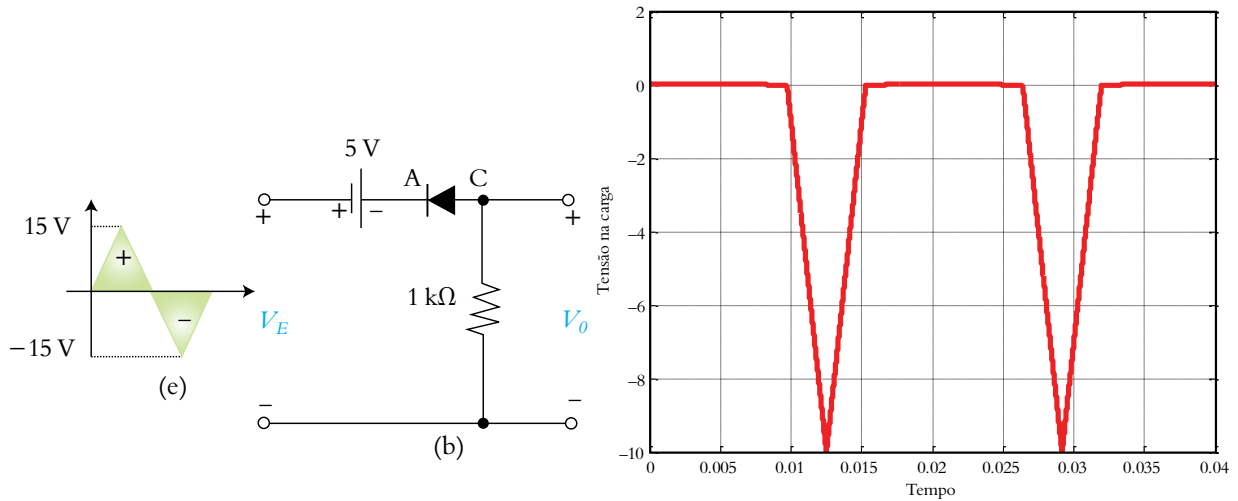 5 V
A
C
+
−
+
+
15 V
+
1 kΩ
V_E
V_0
−
−15 V
(e)
−
−
(b)
2
0
−2
−4
−6
−8
−10
Tensão na carga
0
0.005
0.01
0.015
0.02
0.025
0.03
0.035
0.04
Tempo